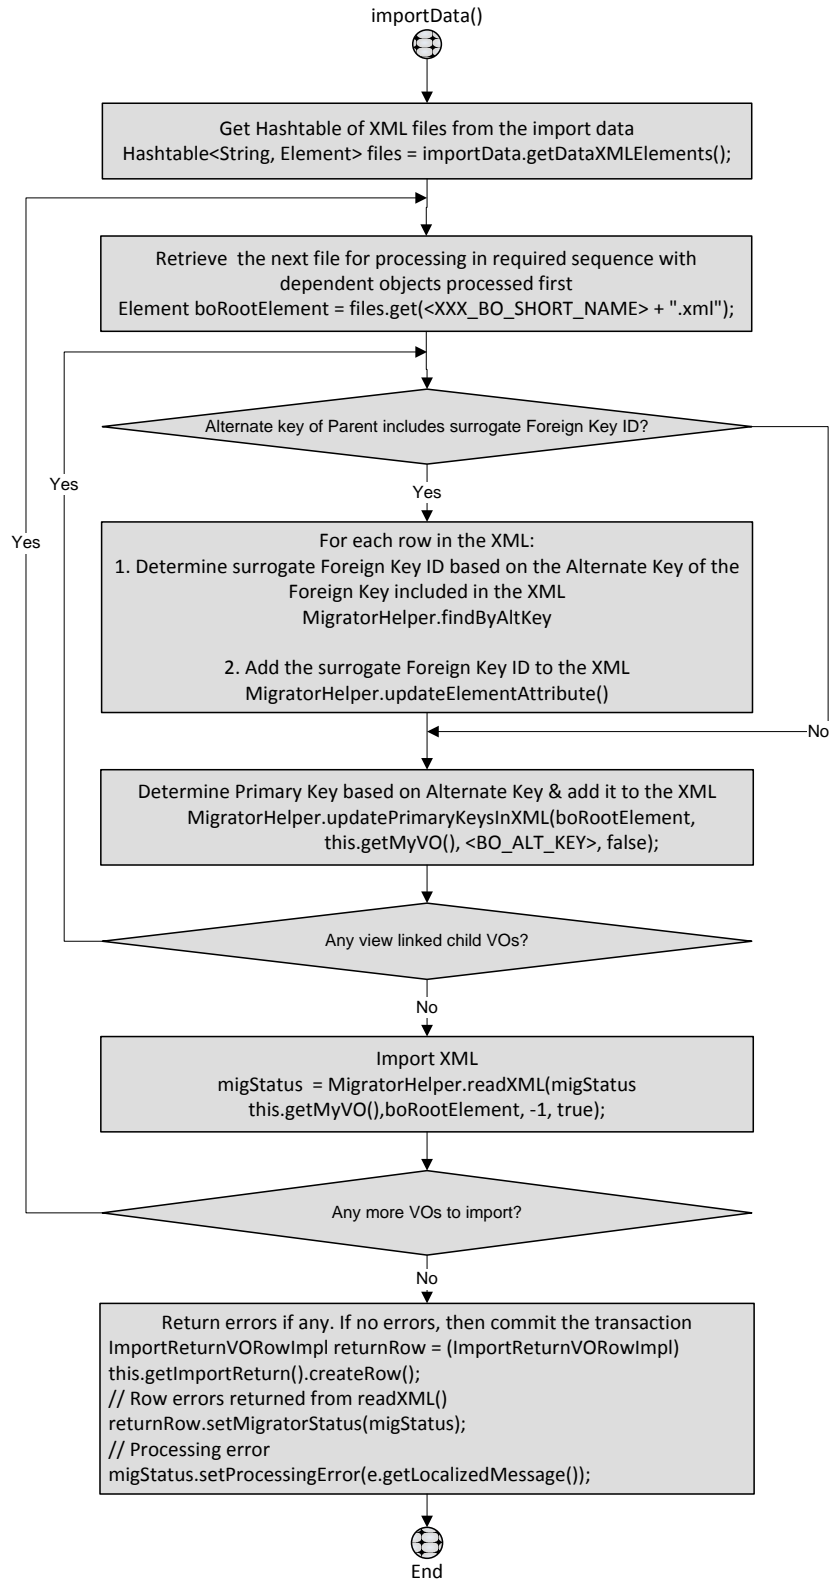 importData()
Get Hashtable of XML files from the import data
Hashtable<String, Element> files = importData.getDataXMLElements();
Retrieve  the next file for processing in required sequence with
dependent objects processed first
Element boRootElement = files.get(<XXX_BO_SHORT_NAME> + ".xml");
Alternate key of Parent includes surrogate Foreign Key ID?
Yes
Yes
Yes
For each row in the XML:
1. Determine surrogate Foreign Key ID based on the Alternate Key of the
Foreign Key included in the XML
MigratorHelper.findByAltKey
2. Add the surrogate Foreign Key ID to the XML
MigratorHelper.updateElementAttribute()
No
Determine Primary Key based on Alternate Key & add it to the XML
MigratorHelper.updatePrimaryKeysInXML(boRootElement,
this.getMyVO(), <BO_ALT_KEY>, false);
Any view linked child VOs?
No
Import XML
migStatus  = MigratorHelper.readXML(migStatus
this.getMyVO(),boRootElement, -1, true);
Any more VOs to import?
No
Return errors if any. If no errors, then commit the transaction
ImportReturnVORowImpl returnRow = (ImportReturnVORowImpl)
this.getImportReturn().createRow();
// Row errors returned from readXML()
returnRow.setMigratorStatus(migStatus);
// Processing error
migStatus.setProcessingError(e.getLocalizedMessage());
End